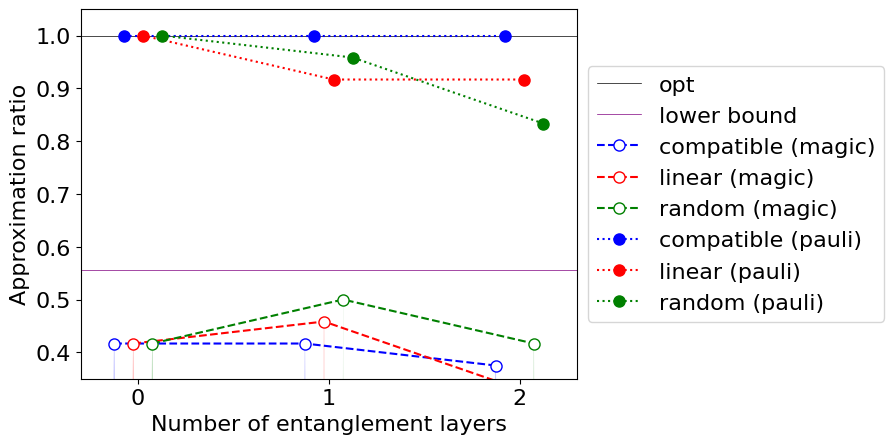 1.0
0.9
0.8
0.7
0.6
0.5
0.4
Approximation ratio
0
1
2
Number of entanglement layers
opt
lower bound
compatible (magic)
linear (magic)
random (magic)
compatible (pauli)
linear (pauli)
random (pauli)